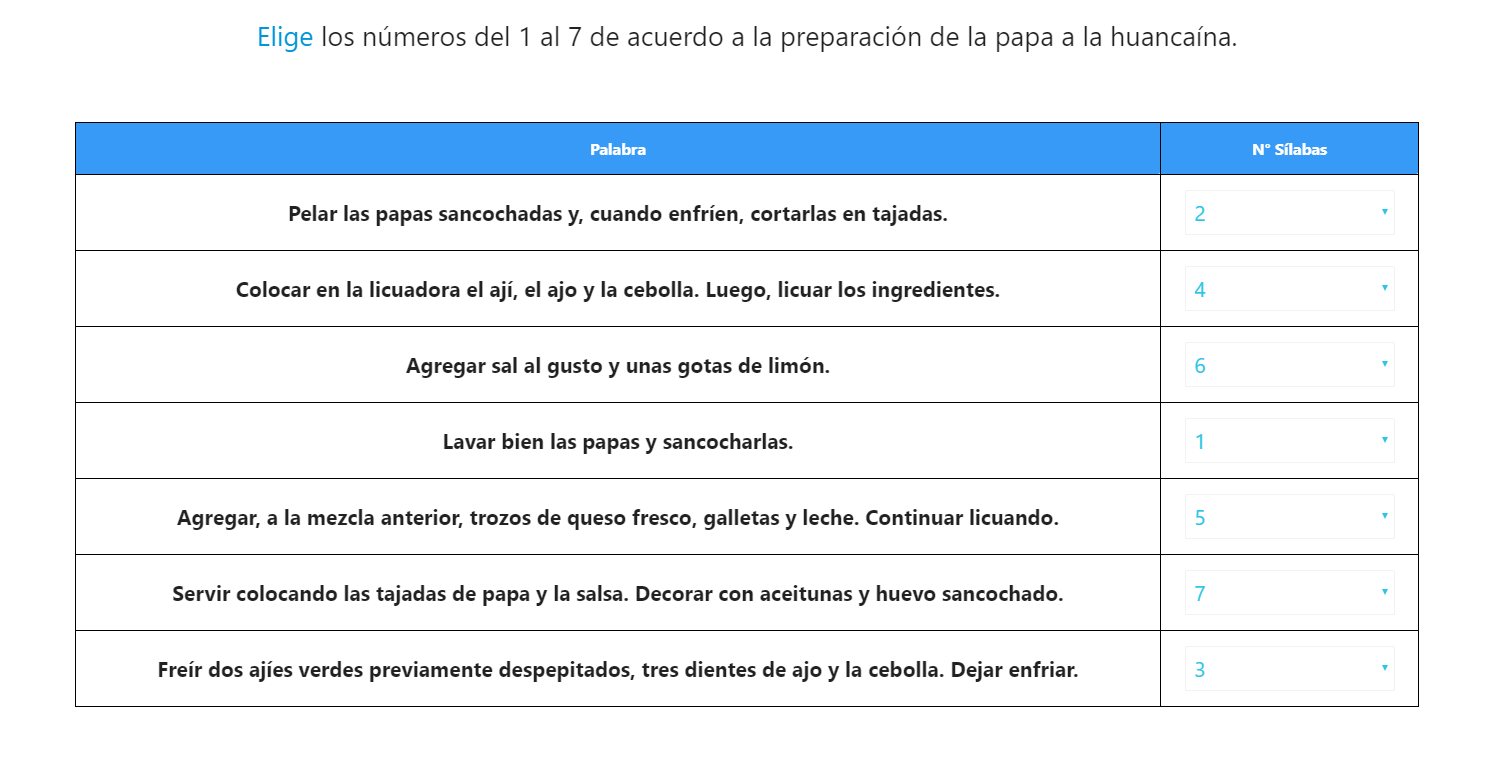 Elige los números del 1 al 7 de acuerdo a la preparación de la papa a la huancaína.
Palabra N° Sílabas
Pelar las papas sancochadas y, cuando enfríen, cortarlas en tajadas. 2
Colocar en la licuadora el ají, el ajo y la cebolla. Luego, licuar los ingredientes. 4
Agregar sal al gusto y unas gotas de limón. 6
Lavar bien las papas y sancocharlas. 1
Agregar, a la mezcla anterior, trozos de queso fresco, galletas y leche. Continuar licuando. 5
Servir colocando las tajadas de papa y la salsa. Decorar con aceitunas y huevo sancochado. 7
Freír dos ajíes verdes previamente despepitados, tres dientes de ajo y la cebolla. Dejar enfriar. 3